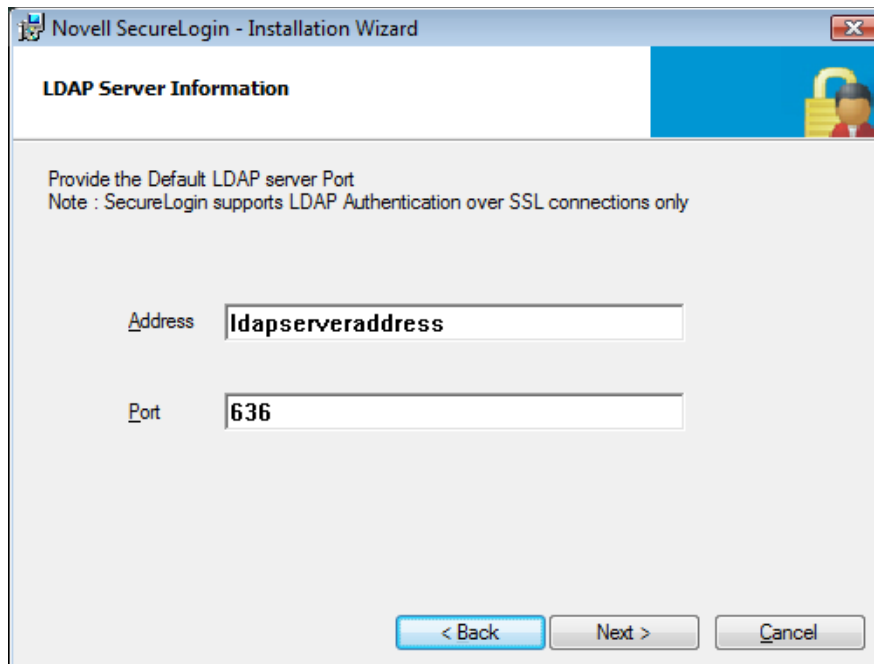 Novell SecureLogin - Installation Wizard
LDAP Server Information
Provide the Default LDAP server Port
Note : SecureLogin supports LDAP Authentication over SSL connections only
Address ldapserveraddress
Port 636
< Back Next > Cancel